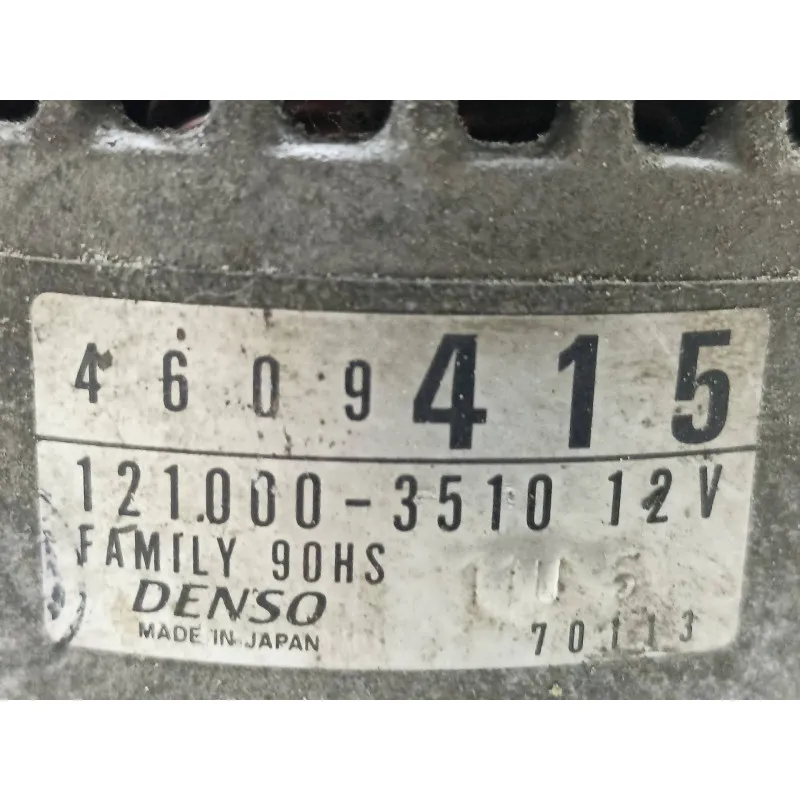 4609415
121000-3510 12V
FAMILY 90HS
DENSO
MADE IN JAPAN
70113